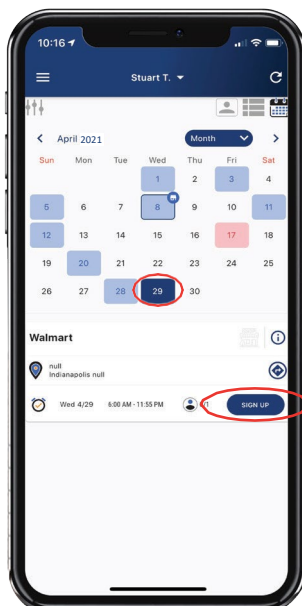 10:16
Stuart T.
April 2021
Month
Sun Mon Tue Wed Thu Fri Sat
1 2 3 4
5 6 7 8 9 10 11
12 13 14 15 16 17 18
19 20 21 22 23 24 25
26 27 28 29 30
Walmart
null
Indianapolis null
Wed 4/29 6:00 AM - 11:55 PM /1 SIGN UP